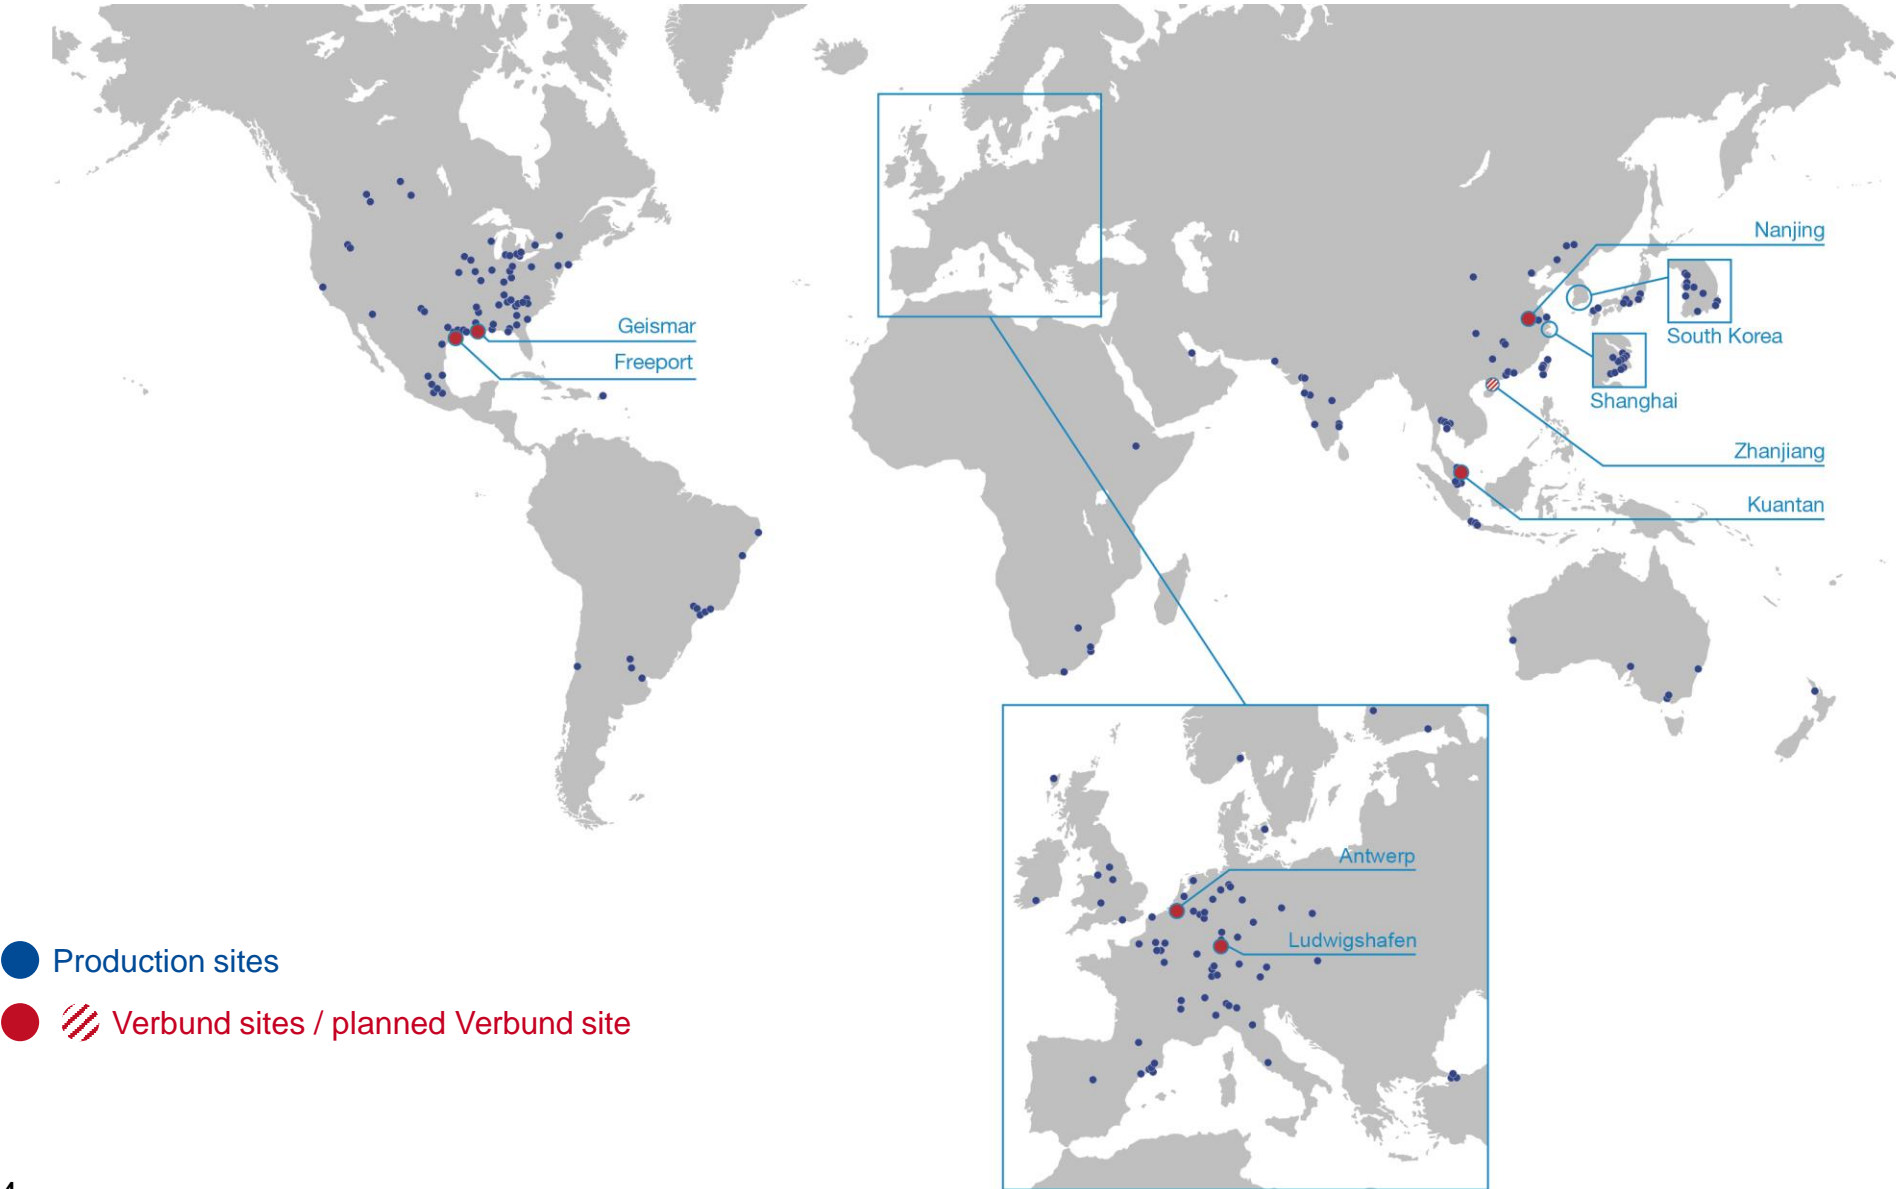 Nanjing
South Korea
Geismar
Freeport
Shanghai
Zhanjiang
Kuantan
Antwerp
Ludwigshafen
Production sites
Verbund sites / planned Verbund site